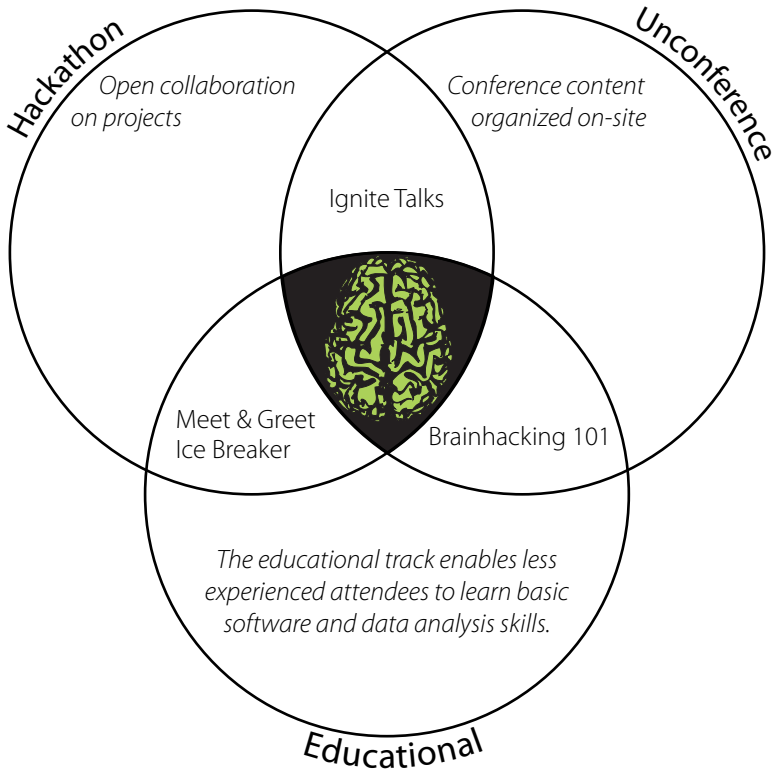 Hackathon
Unconference
Open collaboration
on projects
Conference content
organized on-site
Ignite Talks
Meet & Greet
Ice Breaker
Brainhacking 101
The educational track enables less
experienced attendees to learn basic
software and data analysis skills.
Educational